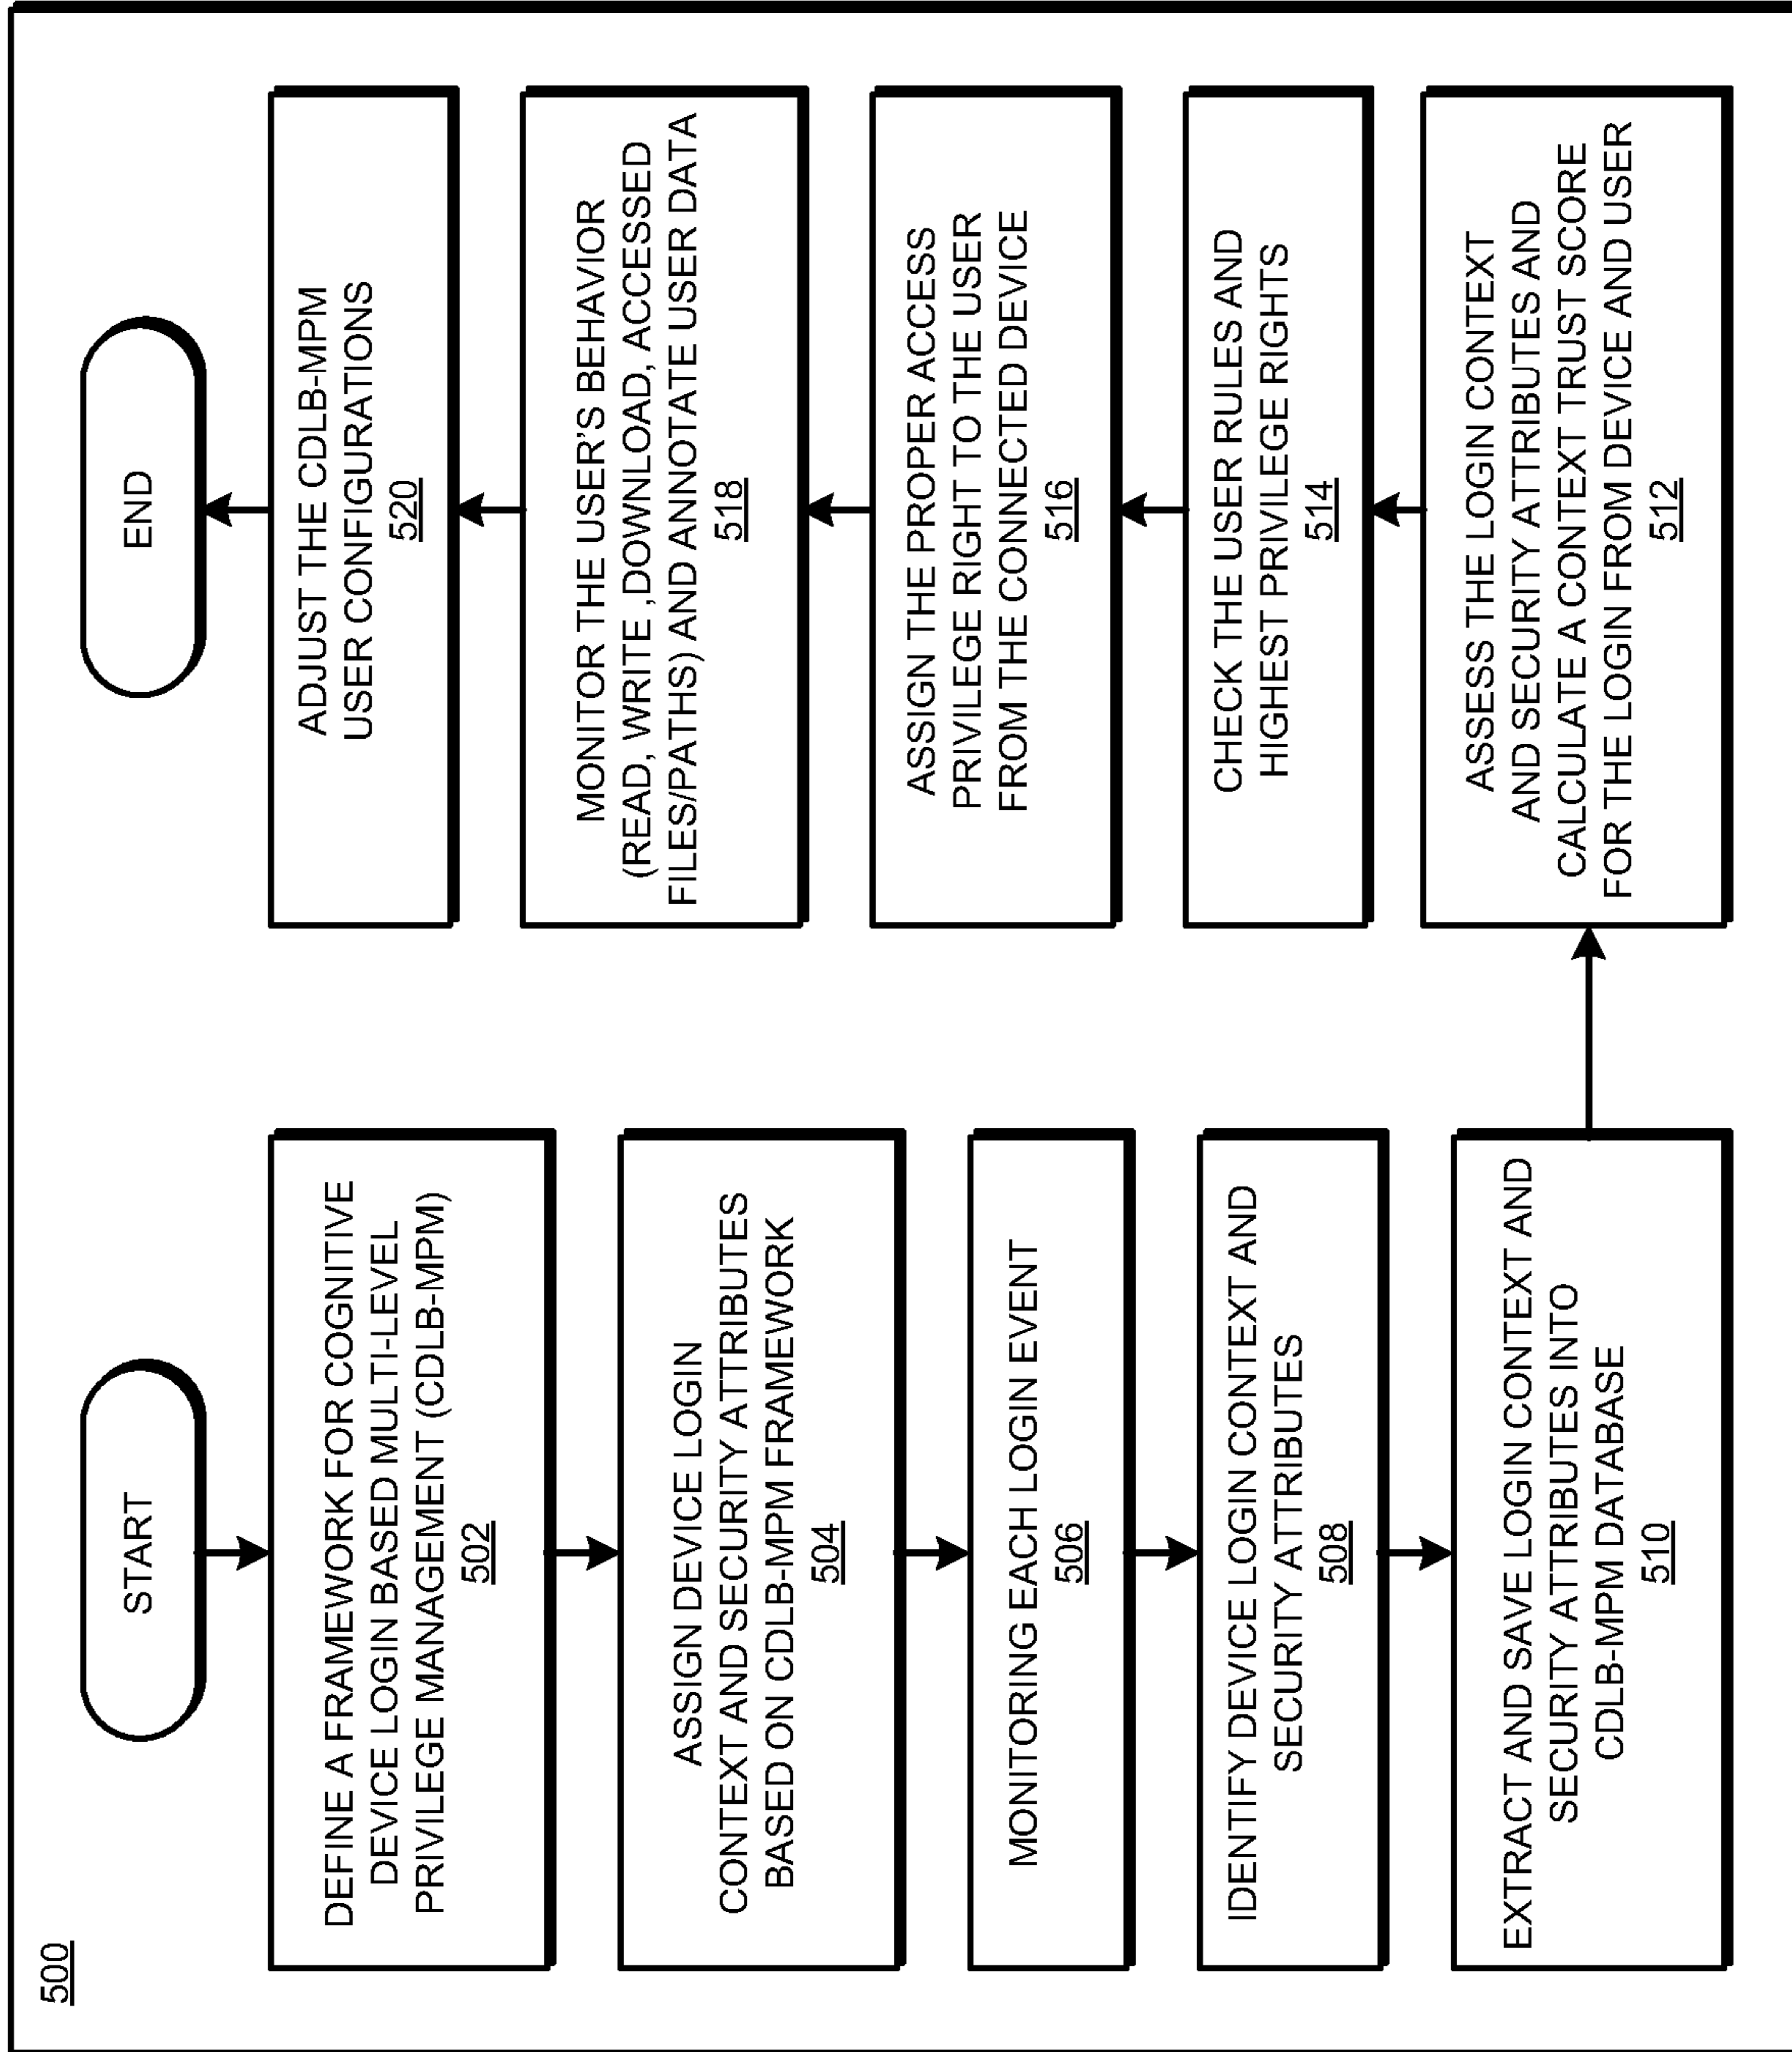 500
START
DEFINE A FRAMEWORK FOR COGNITIVE
DEVICE LOGIN BASED MULTI-LEVEL
PRIVILEGE MANAGEMENT (CDLB-MPM)
502
ASSIGN DEVICE LOGIN
CONTEXT AND SECURITY ATTRIBUTES
BASED ON CDLB-MPM FRAMEWORK
504
MONITORING EACH LOGIN EVENT
506
IDENTIFY DEVICE LOGIN CONTEXT AND
SECURITY ATTRIBUTES
508
EXTRACT AND SAVE LOGIN CONTEXT AND
SECURITY ATTRIBUTES INTO
CDLB-MPM DATABASE
510
ASSESS THE LOGIN CONTEXT
AND SECURITY ATTRIBUTES AND
CALCULATE A CONTEXT TRUST SCORE
FOR THE LOGIN FROM DEVICE AND USER
512
CHECK THE USER RULES AND
HIGHEST PRIVILEGE RIGHTS
514
ASSIGN THE PROPER ACCESS
PRIVILEGE RIGHT TO THE USER
FROM THE CONNECTED DEVICE
516
MONITOR THE USER'S BEHAVIOR
(READ, WRITE ,DOWNLOAD, ACCESSED
FILES/PATHS) AND ANNOTATE USER DATA
518
ADJUST THE CDLB-MPM
USER CONFIGURATIONS
520
END